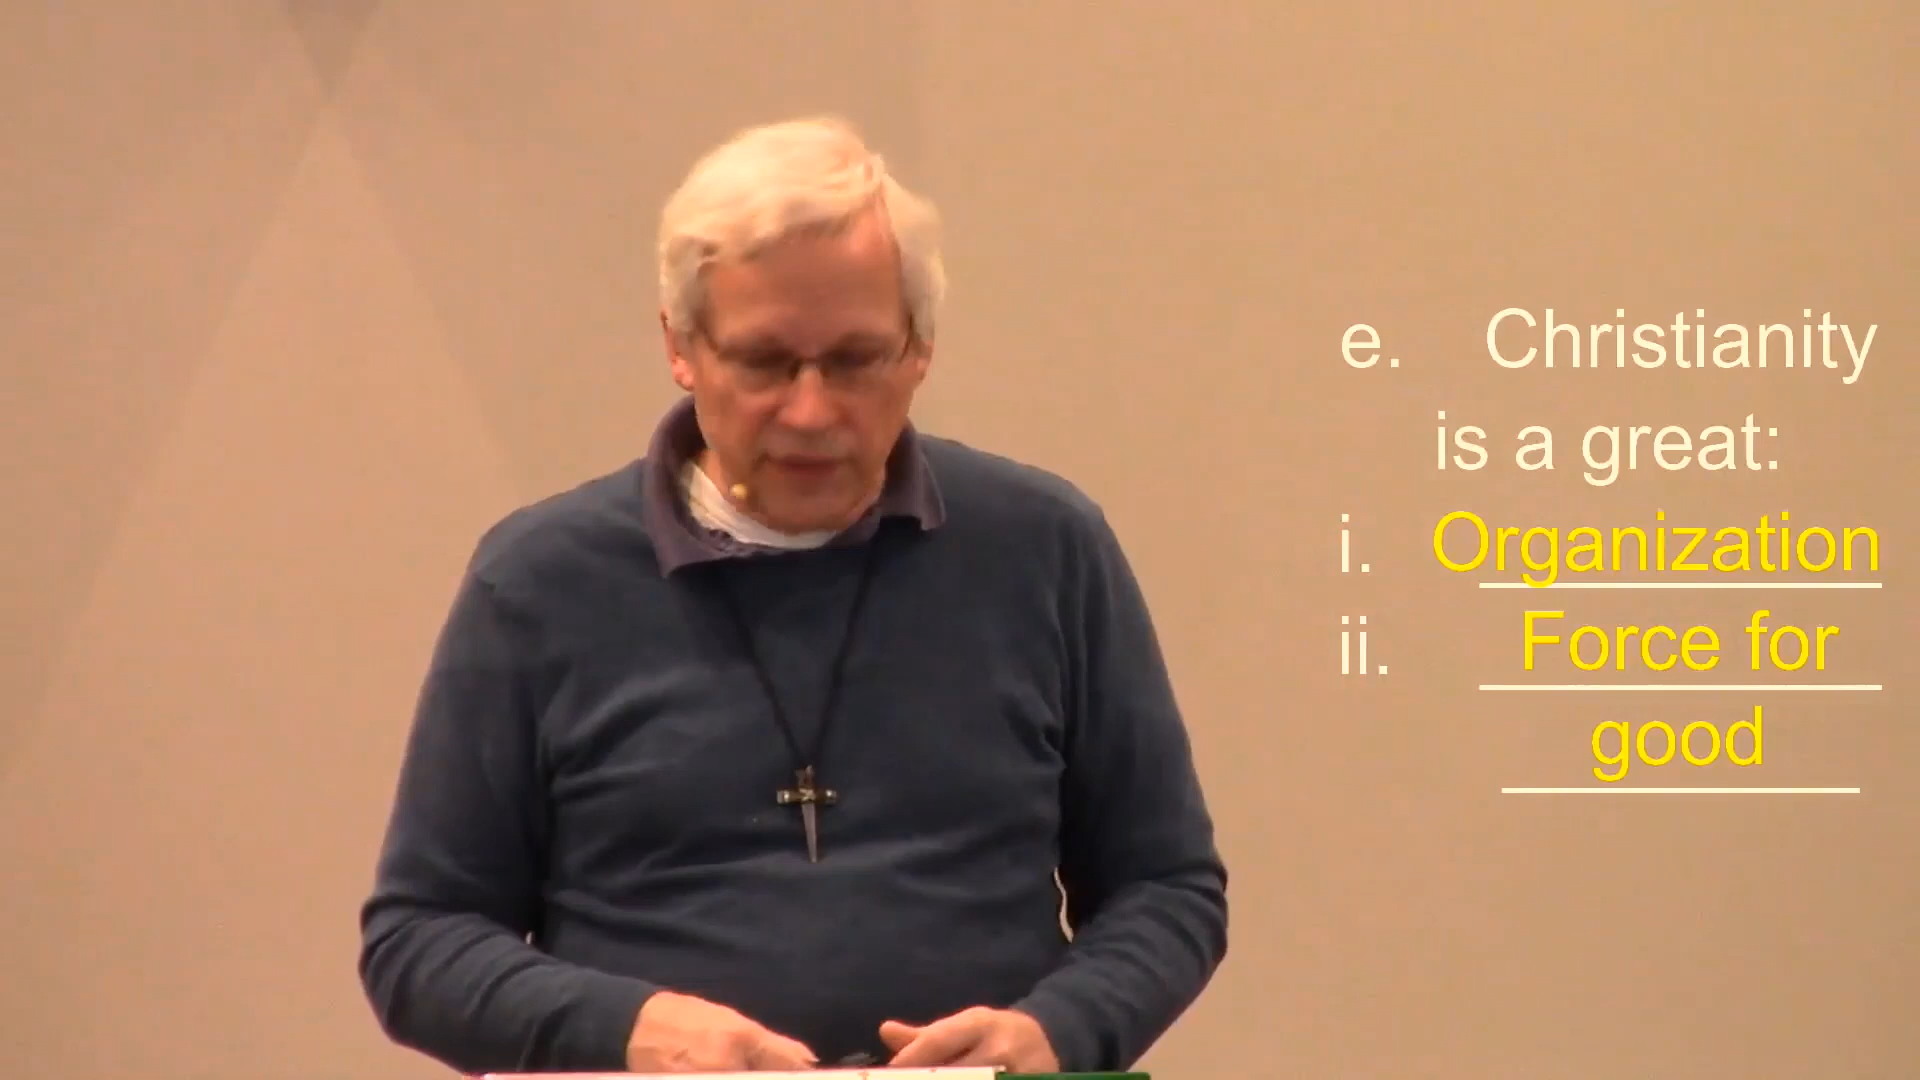 e. Christianity
is a great:
i. Organization
ii. Force for
good